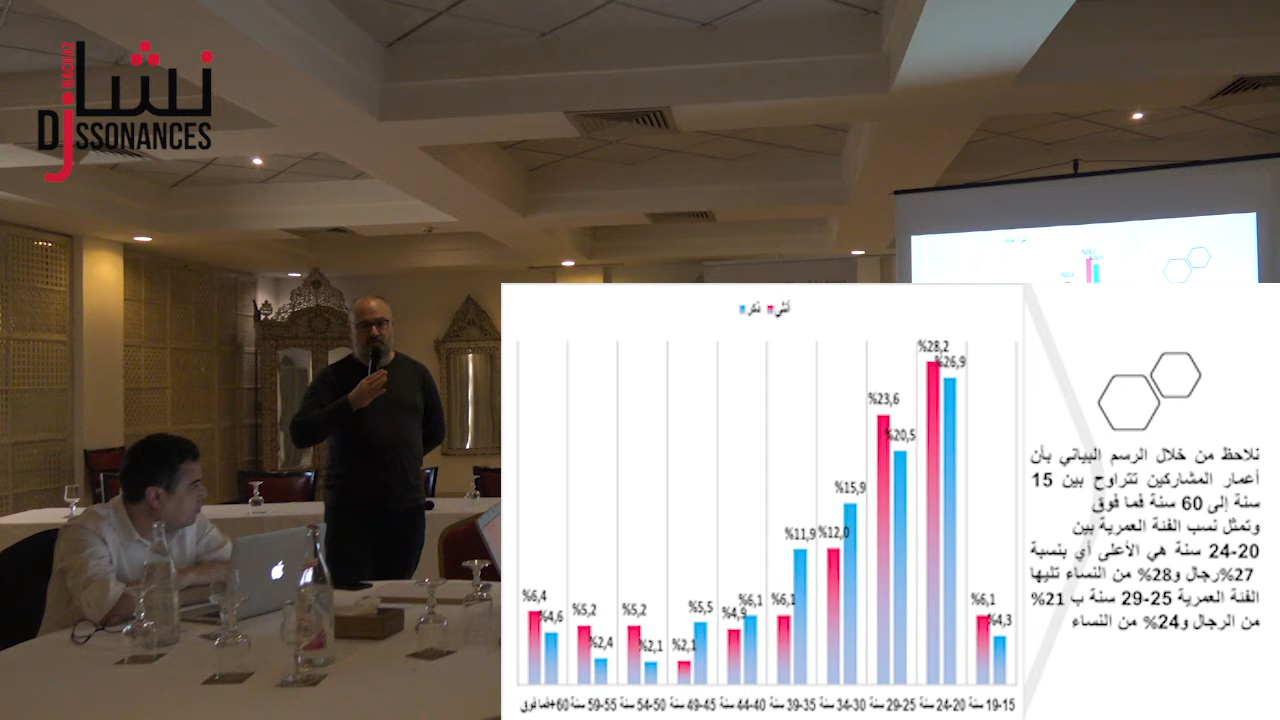 نشاز
NACHAZ
DISSONANCES
أنثي ذكر
%6,4
%4,6
%5,2
%2,4
%5,2
%2,1
%2,1
%5,5
%4,9
%6,1
%6,1
%11,9
%12,0
%15,9
%23,6
%20,5
%28,2
%26,9
%6,1
%4,3
60+فما فوق
55-59 سنة
50-54 سنة
45-49 سنة
40-44 سنة
35-39 سنة
30-34 سنة
25-29 سنة
20-24 سنة
15-19 سنة
نلاحظ من خلال الرسم البياني بأن
أعمار المشاركين تتراوح بين 15
سنة إلى 60 سنة فما فوق
وتمثل نسب الفئة العمرية بين
20-24 سنة هي الأعلى أي بنسبة
27%رجال و28% من النساء تليها
الفئة العمرية 25-29 سنة ب 21%
من الرجال و24% من النساء